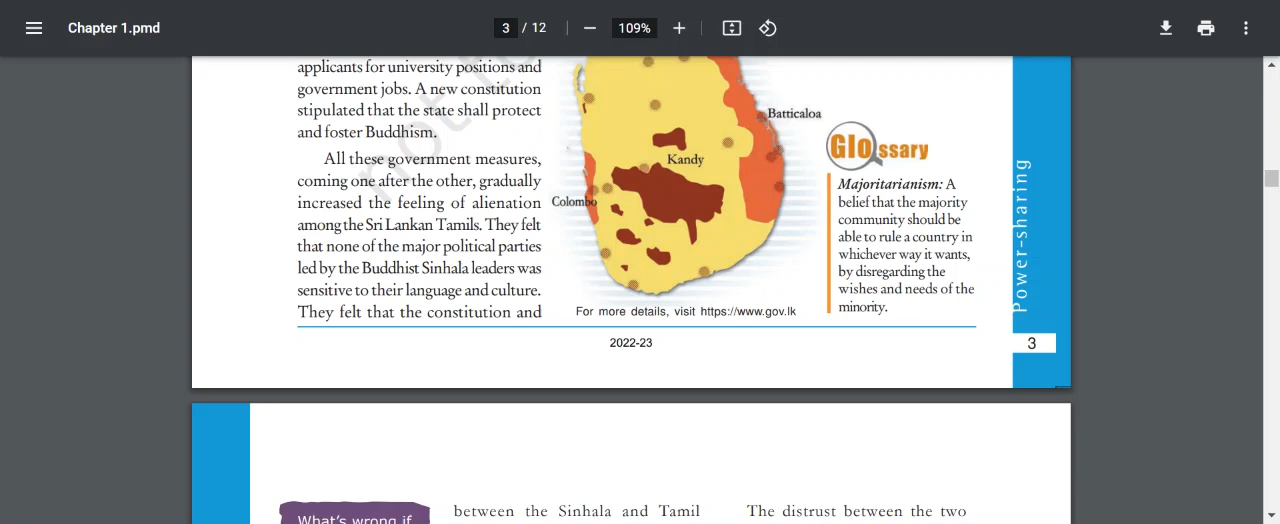 Chapter 1.pmd
3 / 12
109%
applicants for university positions and
government jobs. A new constitution
stipulated that the state shall protect
and foster Buddhism.
All these government measures,
coming one after the other, gradually
increased the feeling of alienation
among the Sri Lankan Tamils. They felt
that none of the major political parties
led by the Buddhist Sinhala leaders was
sensitive to their language and culture.
They felt that the constitution and
Batticaloa
Kandy
Colombo
For more details, visit https://www.gov.lk
Glossary
Majoritarianism: A
belief that the majority
community should be
able to rule a country in
whichever way it wants,
by disregarding the
wishes and needs of the
minority.
Power-sharing
2022-23
3
What's wrong if
between the Sinhala and Tamil
The distrust between the two